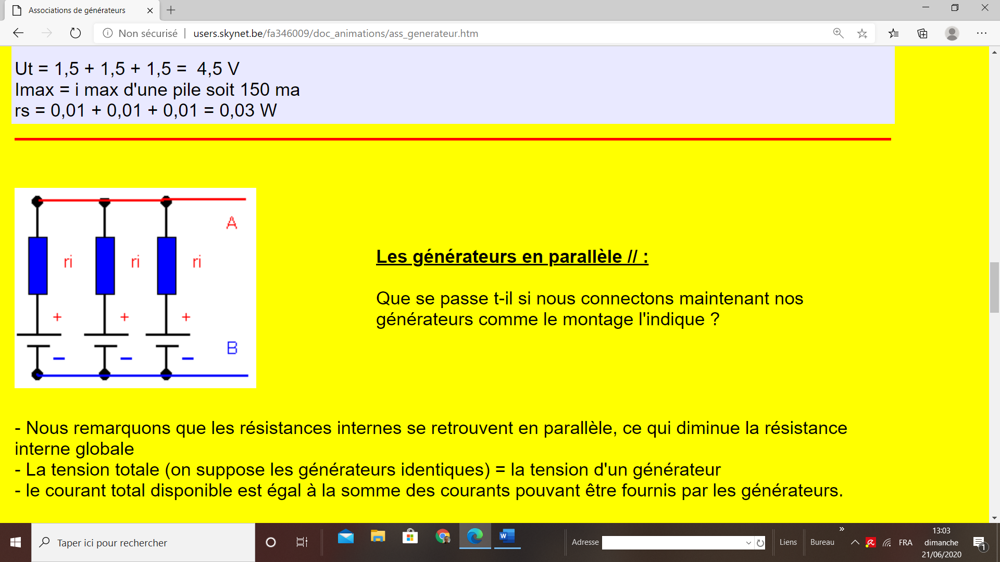 Associations de générateurs
Non sécurisé | users.skynet.be/fa346009/doc_animations/ass_generateur.htm
Ut = 1,5 + 1,5 + 1,5 = 4,5 V
Imax = i max d'une pile soit 150 ma
rs = 0,01 + 0,01 + 0,01 = 0,03 W
A
ri ri ri
+ + +
B
- - -
Les générateurs en parallèle // :
Que se passe t-il si nous connectons maintenant nos
générateurs comme le montage l'indique ?
- Nous remarquons que les résistances internes se retrouvent en parallèle, ce qui diminue la résistance
interne globale
- La tension totale (on suppose les générateurs identiques) = la tension d'un générateur
- le courant total disponible est égal à la somme des courants pouvant être fournis par les générateurs.
Taper ici pour rechercher
Adresse
Liens
Bureau
FRA
13:03
dimanche
21/06/2020
1